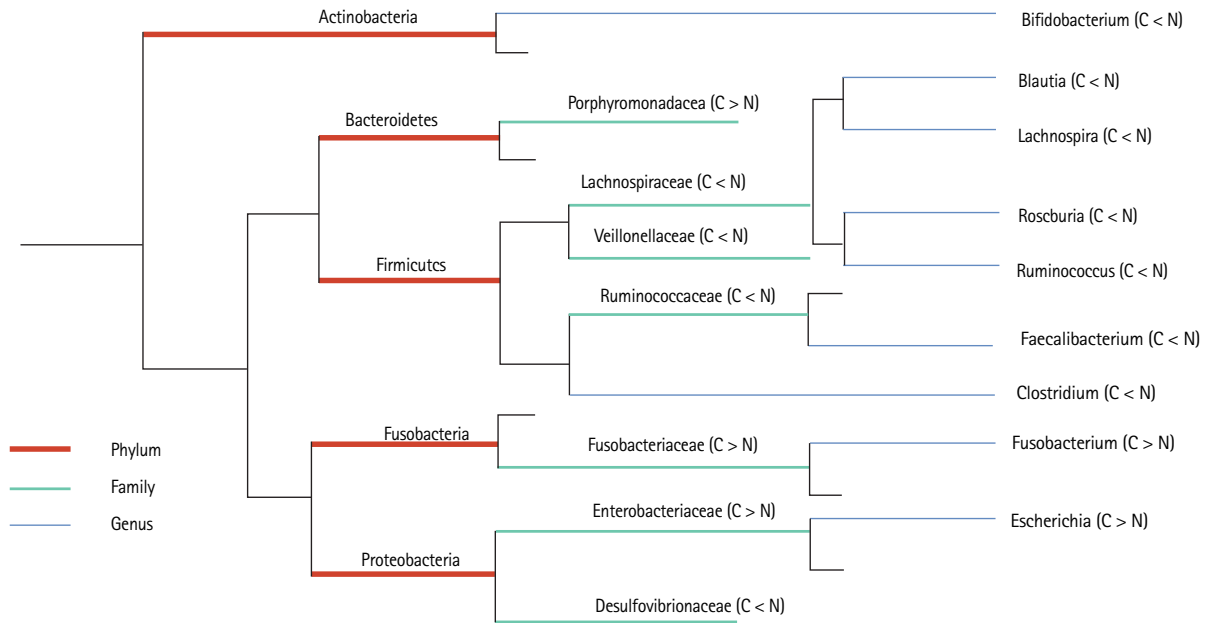 Actinobacteria
Bifidobacterium (C < N)
Blautia (C < N)
Porphyromonadacea (C > N)
Bacteroidetes
Lachnospira (C < N)
Lachnospiraceae (C < N)
Roscburia (C < N)
Veillonellaceae (C < N)
Firmicutcs
Ruminococcus (C < N)
Ruminococcaceae (C < N)
Faecalibacterium (C < N)
Clostridium (C < N)
Fusobacteria
Fusobacteriaceae (C > N)
Fusobacterium (C > N)
Phylum
Family
Genus
Enterobacteriaceae (C > N)
Escherichia (C > N)
Proteobacteria
Desulfovibrionaceae (C < N)